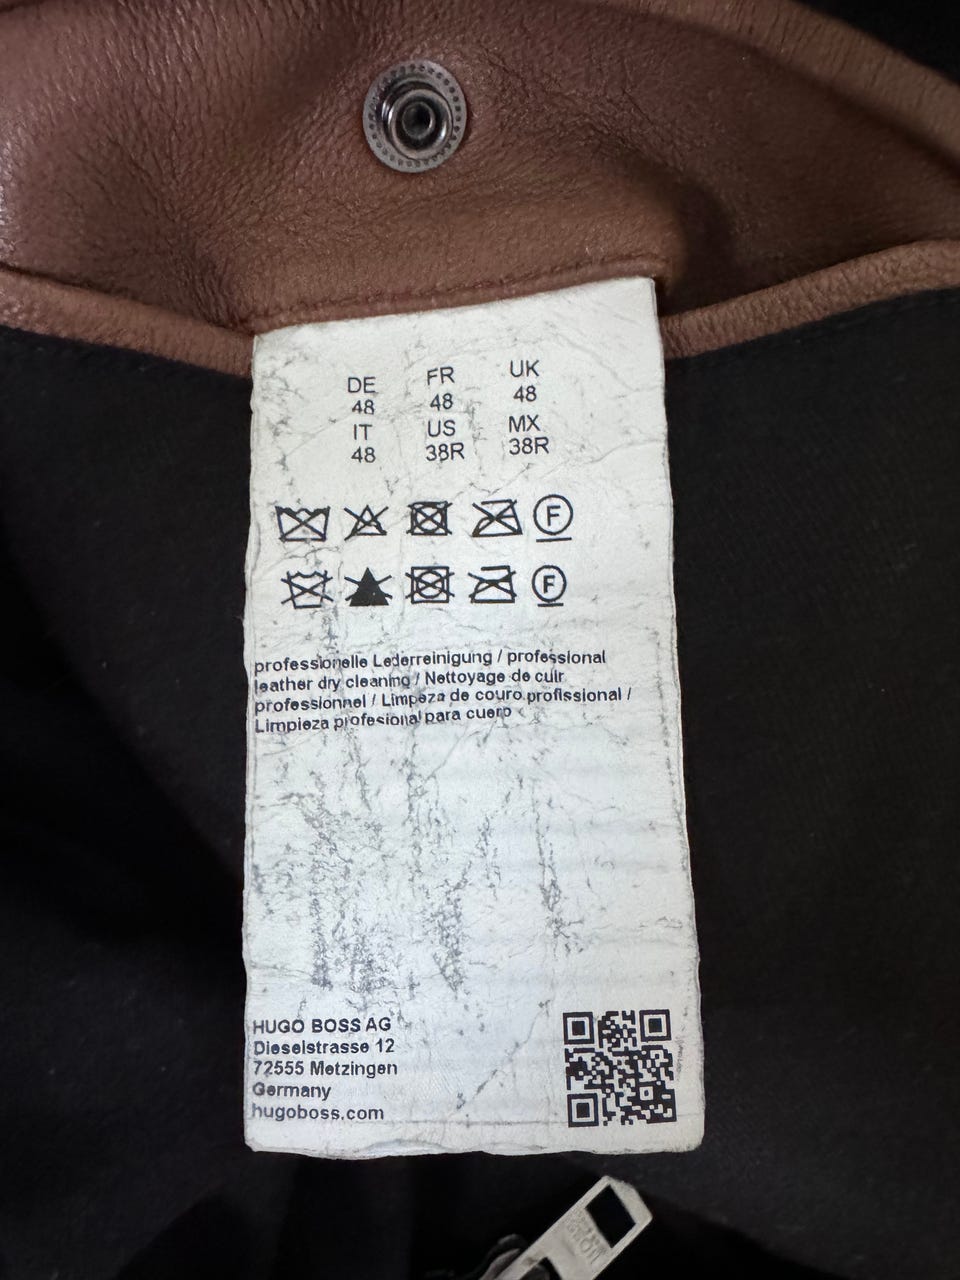 DE FR UK
48 48 48
IT US MX
48 38R 38R
F
F
professionelle Lederreinigung / professional
leather dry cleaning / Nettoyage de cuir
professionnel / Limpeza de couro profissional /
Limpieza profesional para cuero
HUGO BOSS AG
Dieselstrasse 12
72555 Metzingen
Germany
hugoboss.com